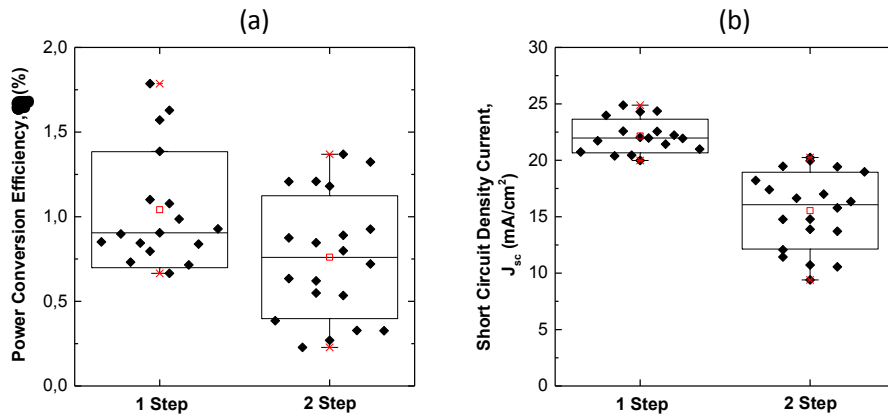 (a)
Power Conversion Efficiency, (%)
2,0
1,5
1,0
0,5
0,0
1 Step
2 Step
(b)
Short Circuit Density Current,
J_sc (mA/cm²)
30
25
20
15
10
5
0
1 Step
2 Step